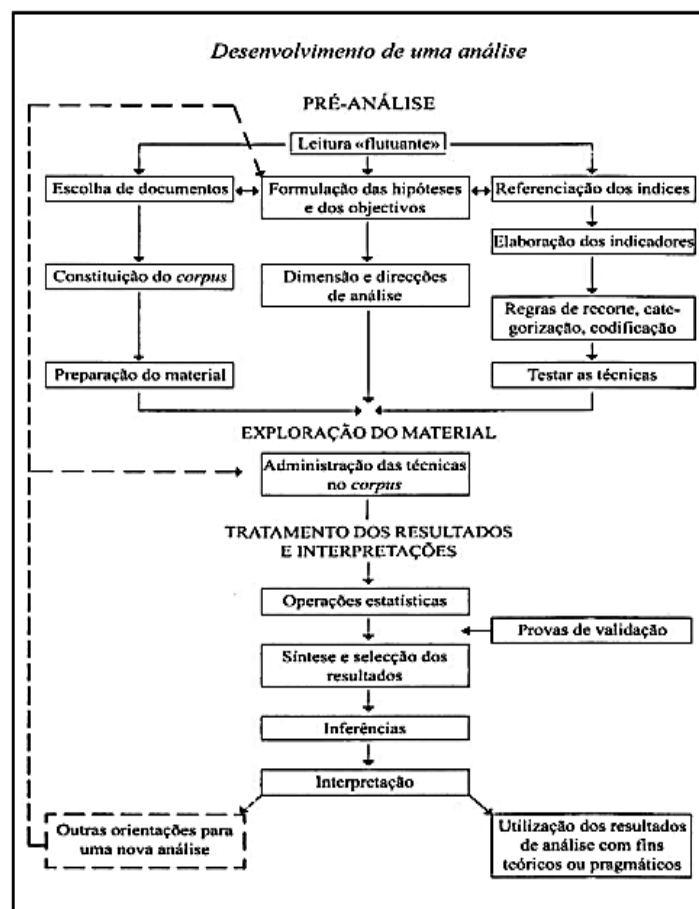 Desenvolvimento de uma análise
PRÉ-ANÁLISE
Leitura «flutuante»
Escolha de documentos
Formulação das hipóteses
e dos objectivos
Referenciação dos índices
Elaboração dos indicadores
Constituição do corpus
Dimensão e direcções
de análise
Regras de recorte, cate-
gorização, codificação
Preparação do material
Testar as técnicas
EXPLORAÇÃO DO MATERIAL
Administração das técnicas
no corpus
TRATAMENTO DOS RESULTADOS
E INTERPRETAÇÕES
Operações estatísticas
Provas de validação
Síntese e selecção dos
resultados
Inferências
Interpretação
Outras orientações para
uma nova análise
Utilização dos resultados
de análise com fins
teóricos ou pragmáticos